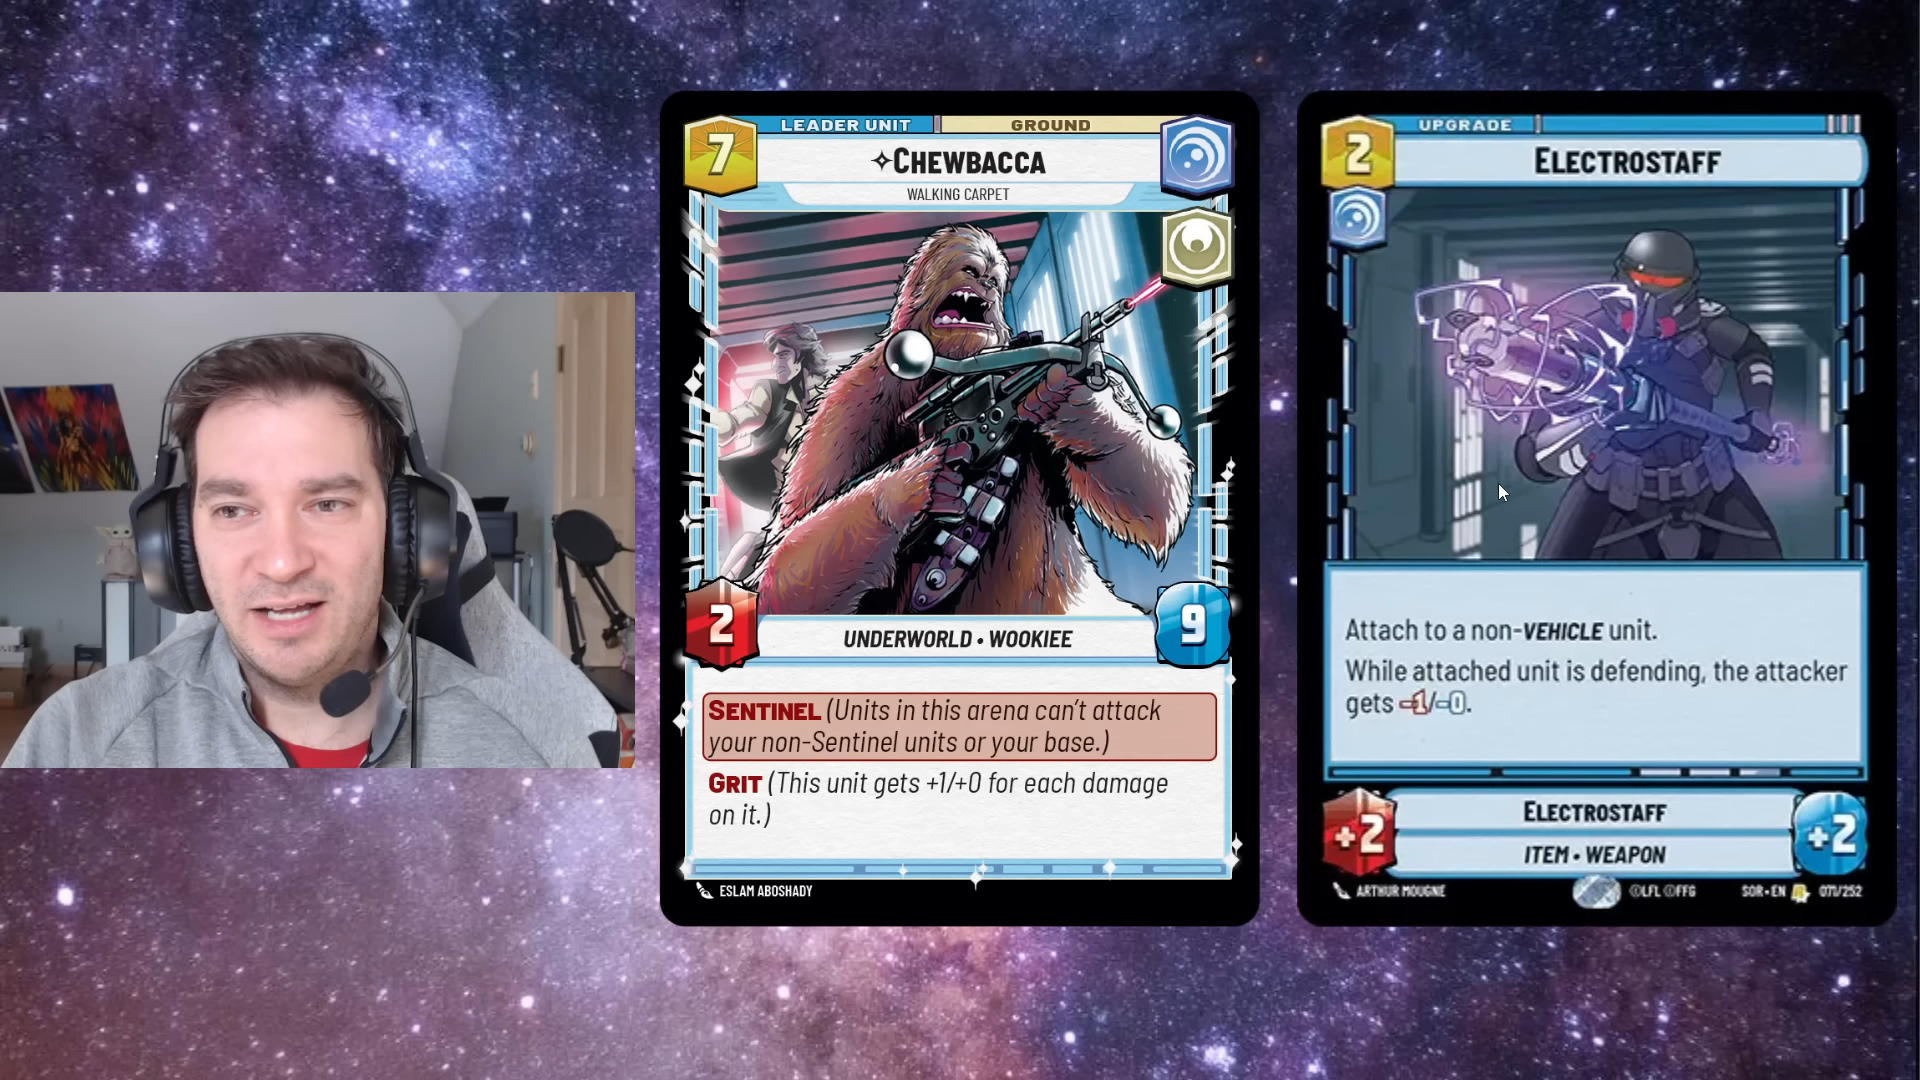 LEADER UNIT
GROUND
7
CHEWBACCA
WALKING CARPET
2
9
UNDERWORLD • WOOKIEE
SENTINEL (Units in this arena can't attack
your non-Sentinel units or your base.)
GRIT (This unit gets +1/+0 for each damage
on it.)
ESLAM ABOSHADY
UPGRADE
2
ELECTROSTAFF
Attach to a non-VEHICLE unit.
While attached unit is defending, the attacker
gets -1/-0.
+2
ELECTROSTAFF
+2
ITEM • WEAPON
ARTHUR MOUGNE
©LFL ©FFG
SOR • EN
071/252